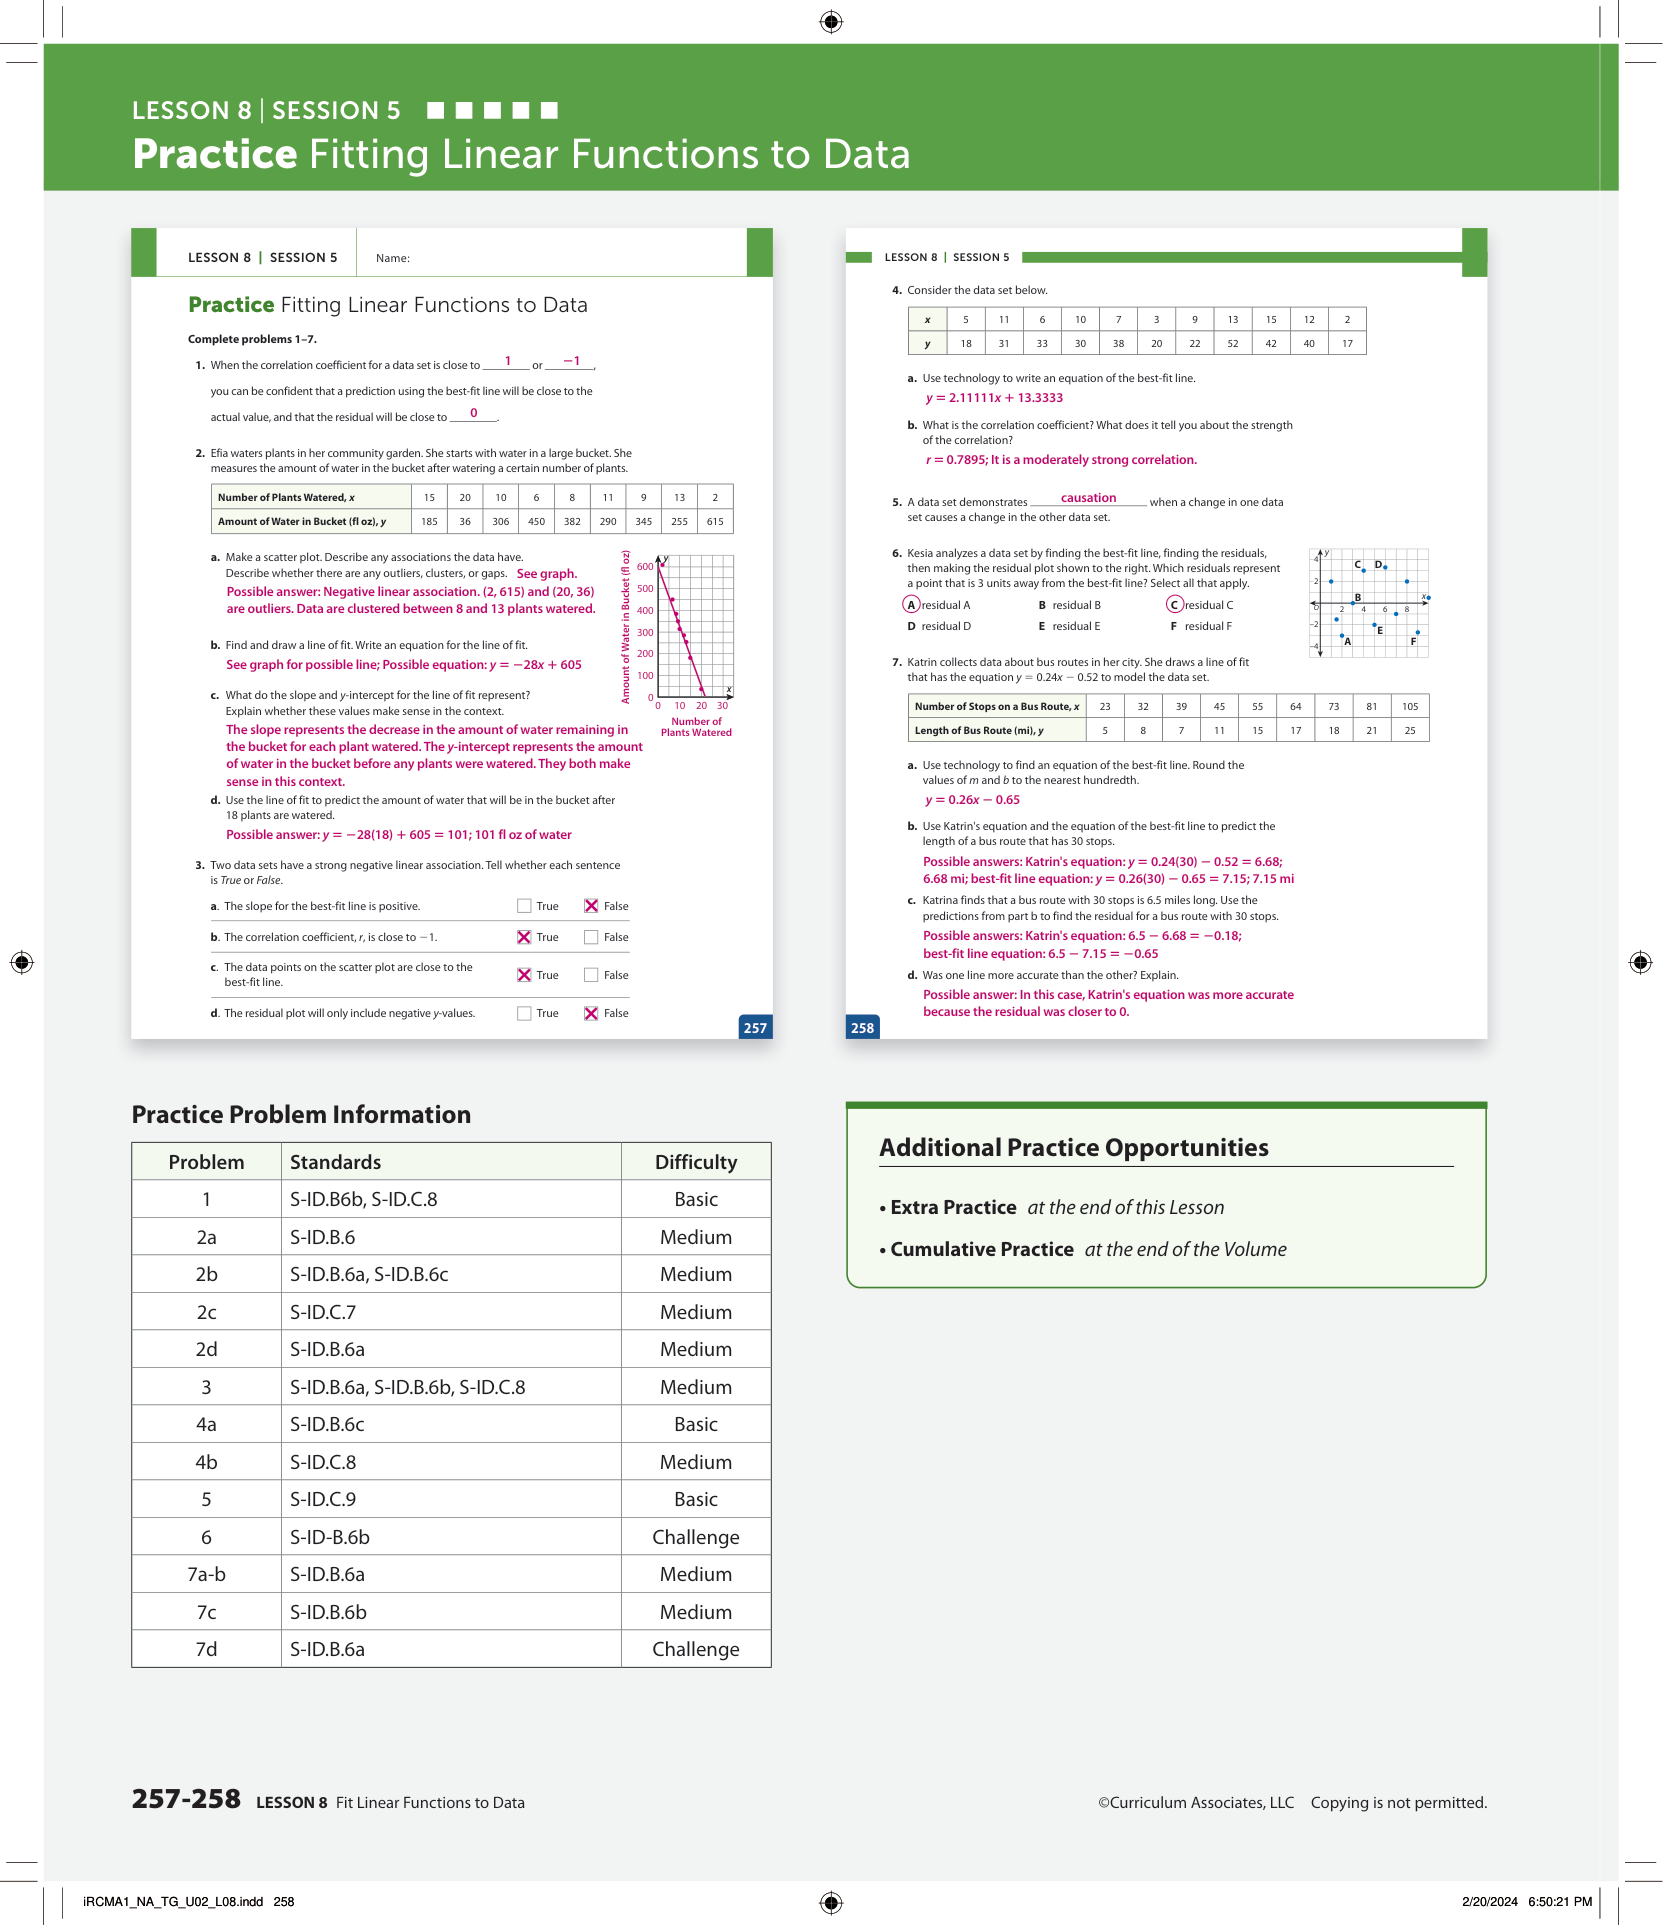 LESSON 8 | SESSION 5
Practice Fitting Linear Functions to Data
LESSON 8 | SESSION 5
Name:
Practice Fitting Linear Functions to Data
Complete problems 1–7.
1. When the correlation coefficient for a data set is close to 1 or −1,
you can be confident that a prediction using the best-fit line will be close to the
actual value, and that the residual will be close to 0.
2. Efia waters plants in her community garden. She starts with water in a large bucket. She
measures the amount of water in the bucket after watering a certain number of plants.
Number of Plants Watered, x 15 20 10 6 8 11 9 13 2
Amount of Water in Bucket (fl oz), y 185 36 306 450 382 290 345 255 615
a. Make a scatter plot. Describe any associations the data have.
Describe whether there are any outliers, clusters, or gaps. See graph.
Possible answer: Negative linear association. (2, 615) and (20, 36)
are outliers. Data are clustered between 8 and 13 plants watered.
b. Find and draw a line of fit. Write an equation for the line of fit.
See graph for possible line; Possible equation: y = −28x + 605
c. What do the slope and y-intercept for the line of fit represent?
Explain whether these values make sense in the context.
The slope represents the decrease in the amount of water remaining in
the bucket for each plant watered. The y-intercept represents the amount
of water in the bucket before any plants were watered. They both make
sense in this context.
d. Use the line of fit to predict the amount of water that will be in the bucket after
18 plants are watered.
Possible answer: y = −28(18) + 605 = 101; 101 fl oz of water
Amount of Water in Bucket (fl oz)
y
600
500
400
300
200
100
0
x
0 10 20 30
Number of
Plants Watered
3. Two data sets have a strong negative linear association. Tell whether each sentence
is True or False.
a. The slope for the best-fit line is positive. True False
b. The correlation coefficient, r, is close to −1. True False
c. The data points on the scatter plot are close to the
best-fit line. True False
d. The residual plot will only include negative y-values. True False
257
LESSON 8 | SESSION 5
4. Consider the data set below.
x 5 11 6 10 7 3 9 13 15 12 2
y 18 31 33 30 38 20 22 52 42 40 17
a. Use technology to write an equation of the best-fit line.
y = 2.11111x + 13.3333
b. What is the correlation coefficient? What does it tell you about the strength
of the correlation?
r = 0.7895; It is a moderately strong correlation.
5. A data set demonstrates causation when a change in one data
set causes a change in the other data set.
6. Kesia analyzes a data set by finding the best-fit line, finding the residuals,
then making the residual plot shown to the right. Which residuals represent
a point that is 3 units away from the best-fit line? Select all that apply.
A residual A B residual B C residual C
D residual D E residual E F residual F
y
4
C D
2
B x
O 2 4 6 8
−2
E
−4 A F
7. Katrin collects data about bus routes in her city. She draws a line of fit
that has the equation y = 0.24x − 0.52 to model the data set.
Number of Stops on a Bus Route, x 23 32 39 45 55 64 73 81 105
Length of Bus Route (mi), y 5 8 7 11 15 17 18 21 25
a. Use technology to find an equation of the best-fit line. Round the
values of m and b to the nearest hundredth.
y = 0.26x − 0.65
b. Use Katrin's equation and the equation of the best-fit line to predict the
length of a bus route that has 30 stops.
Possible answers: Katrin's equation: y = 0.24(30) − 0.52 = 6.68;
6.68 mi; best-fit line equation: y = 0.26(30) − 0.65 = 7.15; 7.15 mi
c. Katrina finds that a bus route with 30 stops is 6.5 miles long. Use the
predictions from part b to find the residual for a bus route with 30 stops.
Possible answers: Katrin's equation: 6.5 − 6.68 = −0.18;
best-fit line equation: 6.5 − 7.15 = −0.65
d. Was one line more accurate than the other? Explain.
Possible answer: In this case, Katrin's equation was more accurate
because the residual was closer to 0.
258
Practice Problem Information
Problem Standards Difficulty
1 S-ID.B6b, S-ID.C.8 Basic
2a S-ID.B.6 Medium
2b S-ID.B.6a, S-ID.B.6c Medium
2c S-ID.C.7 Medium
2d S-ID.B.6a Medium
3 S-ID.B.6a, S-ID.B.6b, S-ID.C.8 Medium
4a S-ID.B.6c Basic
4b S-ID.C.8 Medium
5 S-ID.C.9 Basic
6 S-ID-B.6b Challenge
7a-b S-ID.B.6a Medium
7c S-ID.B.6b Medium
7d S-ID.B.6a Challenge
Additional Practice Opportunities
• Extra Practice at the end of this Lesson
• Cumulative Practice at the end of the Volume
257-258 LESSON 8 Fit Linear Functions to Data
©Curriculum Associates, LLC Copying is not permitted.
iRCMA1_NA_TG_U02_L08.indd 258
2/20/2024 6:50:21 PM